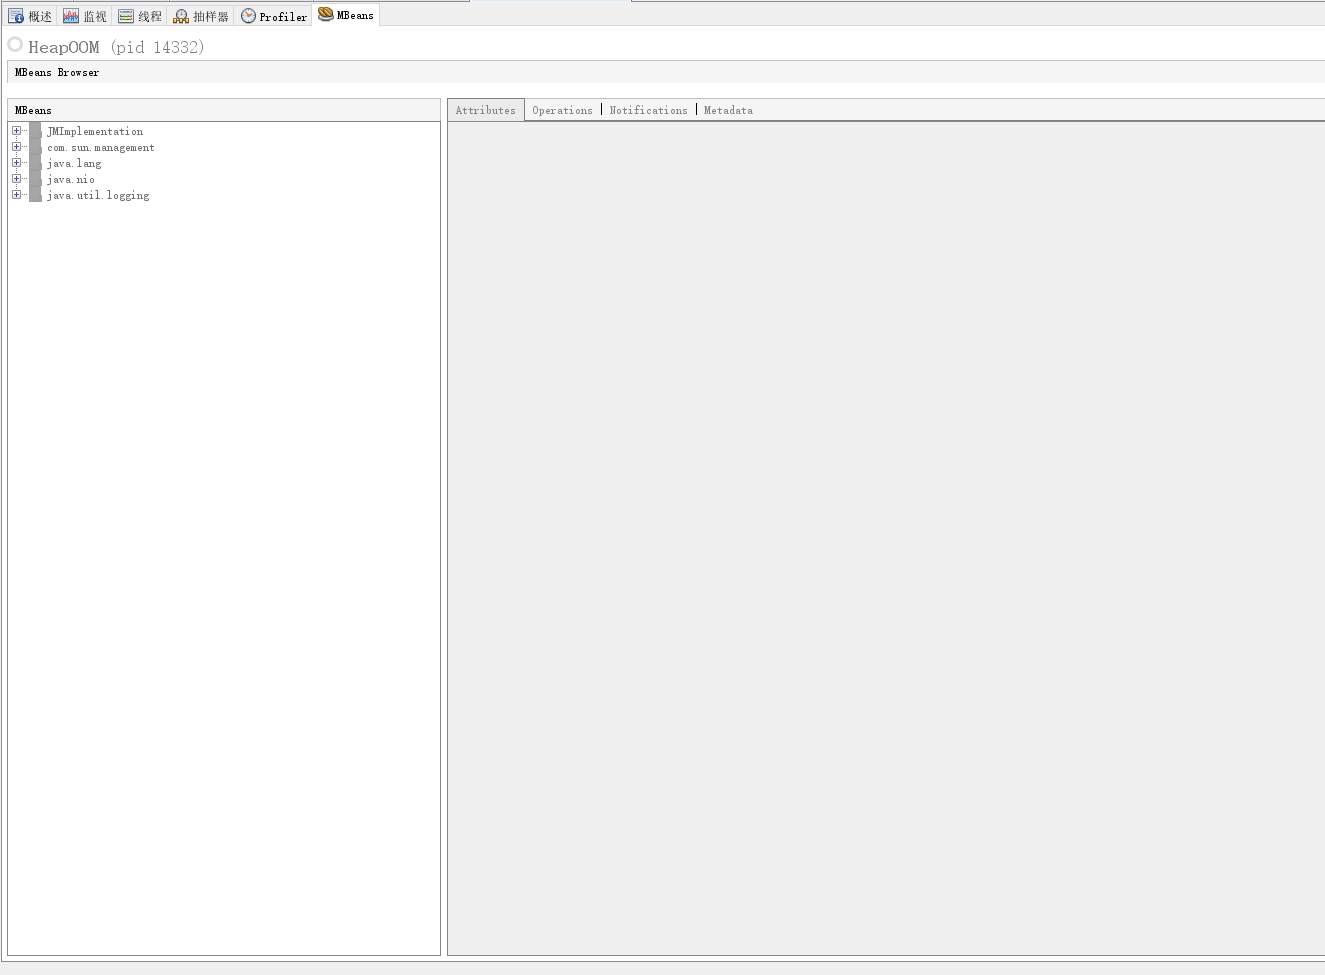 概述 监视 线程 抽样器 Profiler MBeans
HeapOOM (pid 14332)
MBeans Browser
MBeans
JMImplementation
com.sun.management
java.lang
java.nio
java.util.logging
Attributes Operations Notifications Metadata